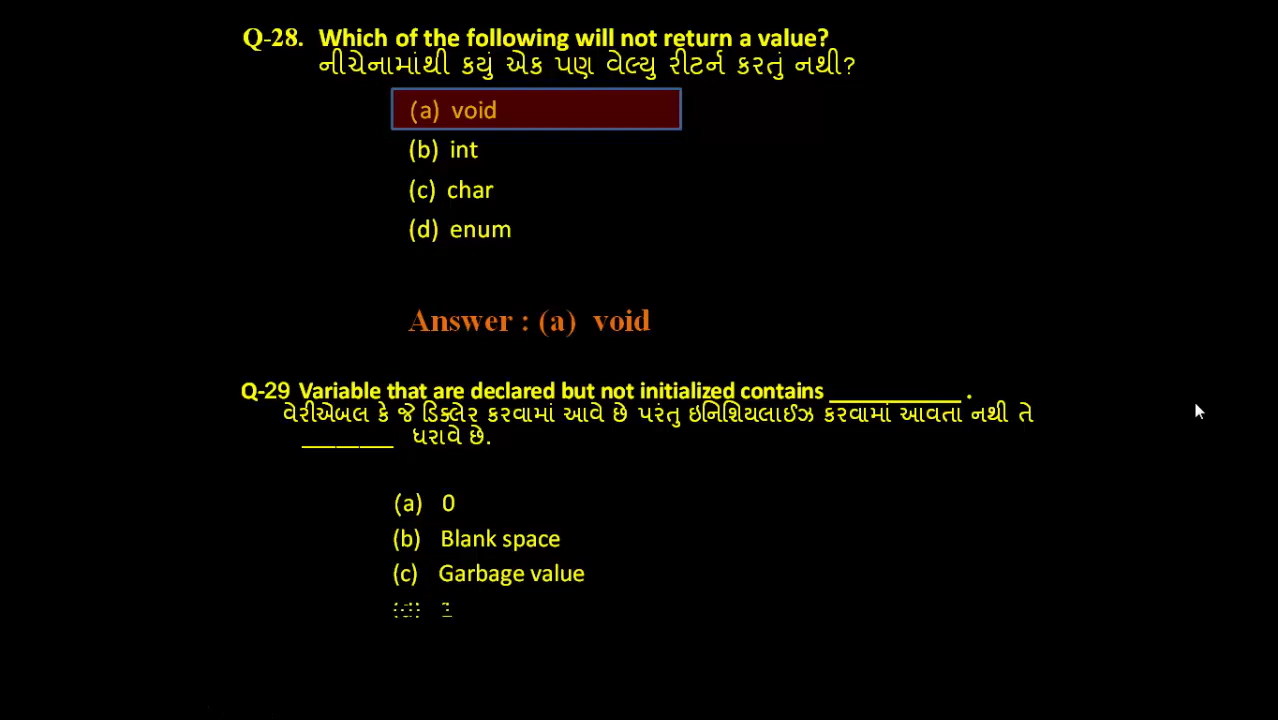 Q-28. Which of the following will not return a value?
નીચેનામાંથી કયું એક પણ વેલ્યુ રીટર્ન કરતું નથી?
(a) void
(b) int
(c) char
(d) enum
Answer : (a) void
Q-29 Variable that are declared but not initialized contains ___________ .
વેરીએબલ કે જે ડિક્લેર કરવામાં આવે છે પરંતુ ઇનિશિયલાઈઝ કરવામાં આવતા નથી તે
________ ધરાવે છે.
(a) 0
(b) Blank space
(c) Garbage value
(d)